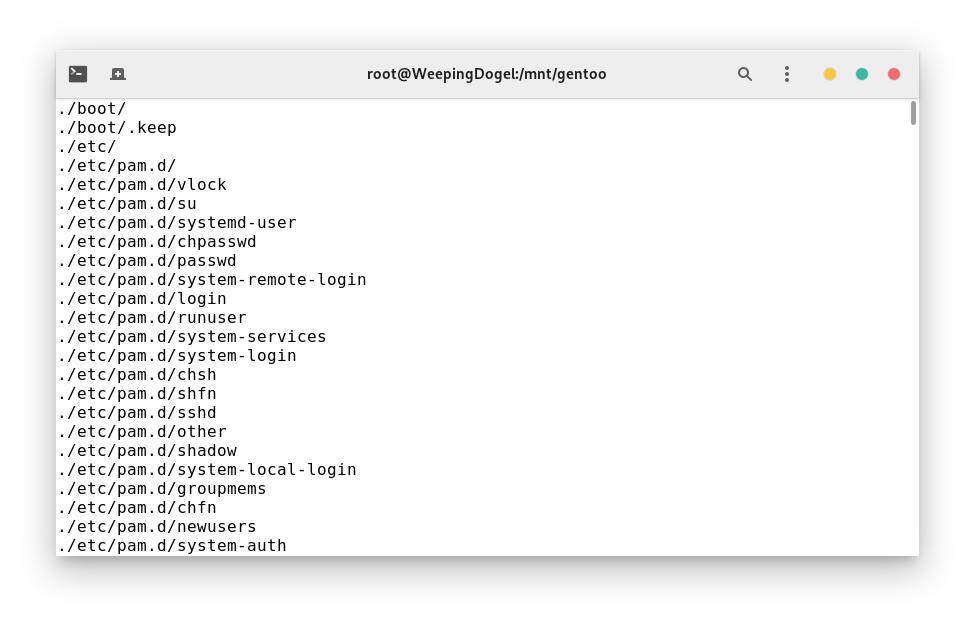 root@WeepingDogel:/mnt/gentoo
./boot/
./boot/.keep
./etc/
./etc/pam.d/
./etc/pam.d/vlock
./etc/pam.d/su
./etc/pam.d/systemd-user
./etc/pam.d/chpasswd
./etc/pam.d/passwd
./etc/pam.d/system-remote-login
./etc/pam.d/login
./etc/pam.d/runuser
./etc/pam.d/system-services
./etc/pam.d/system-login
./etc/pam.d/chsh
./etc/pam.d/shfn
./etc/pam.d/sshd
./etc/pam.d/other
./etc/pam.d/shadow
./etc/pam.d/system-local-login
./etc/pam.d/groupmems
./etc/pam.d/chfn
./etc/pam.d/newusers
./etc/pam.d/system-auth